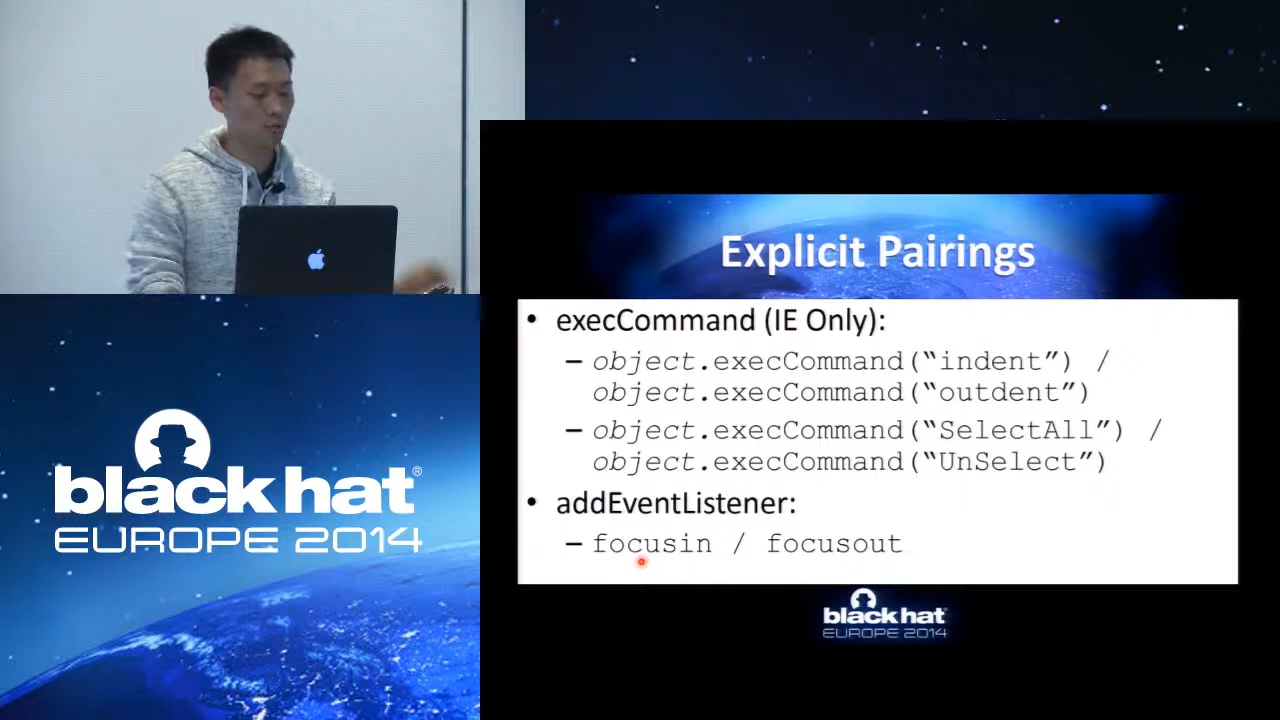 Explicit Pairings
• execCommand (IE Only):
– object.execCommand(“indent”) /
object.execCommand(“outdent”)
– object.execCommand(“SelectAll”) /
object.execCommand(“UnSelect”)
• addEventListener:
– focusin / focusout
black hat
EUROPE 2014
black hat®
EUROPE 2014